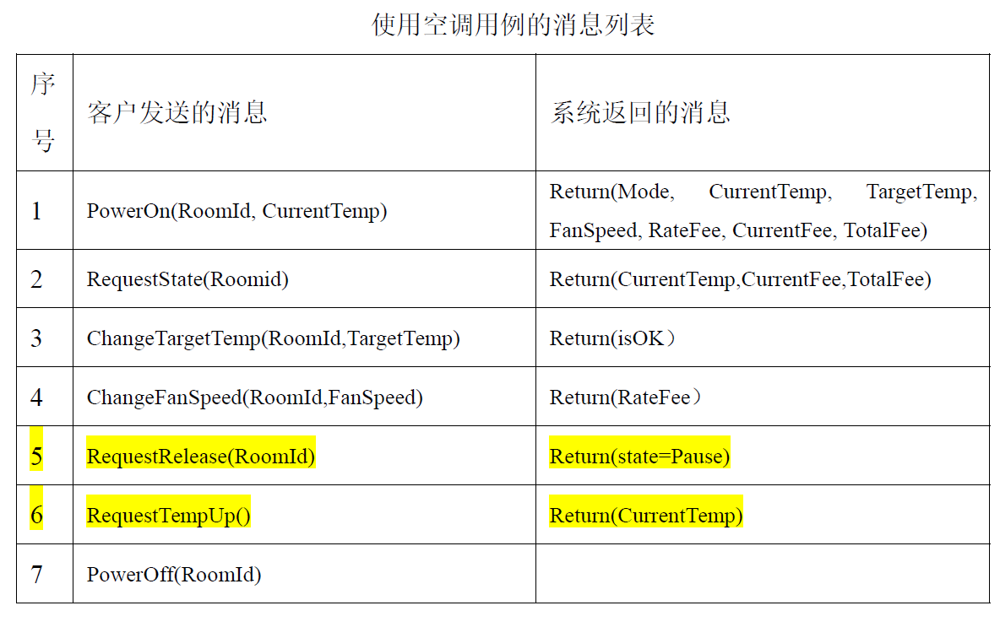 使用空调用例的消息列表
序
号
客户发送的消息
系统返回的消息
1
PowerOn(RoomId, CurrentTemp)
Return(Mode, CurrentTemp, TargetTemp,
FanSpeed, RateFee, CurrentFee, TotalFee)
2
RequestState(Roomid)
Return(CurrentTemp,CurrentFee,TotalFee)
3
ChangeTargetTemp(RoomId,TargetTemp)
Return(isOK）
4
ChangeFanSpeed(RoomId,FanSpeed)
Return(RateFee）
5
RequestRelease(RoomId)
Return(state=Pause)
6
RequestTempUp()
Return(CurrentTemp)
7
PowerOff(RoomId)